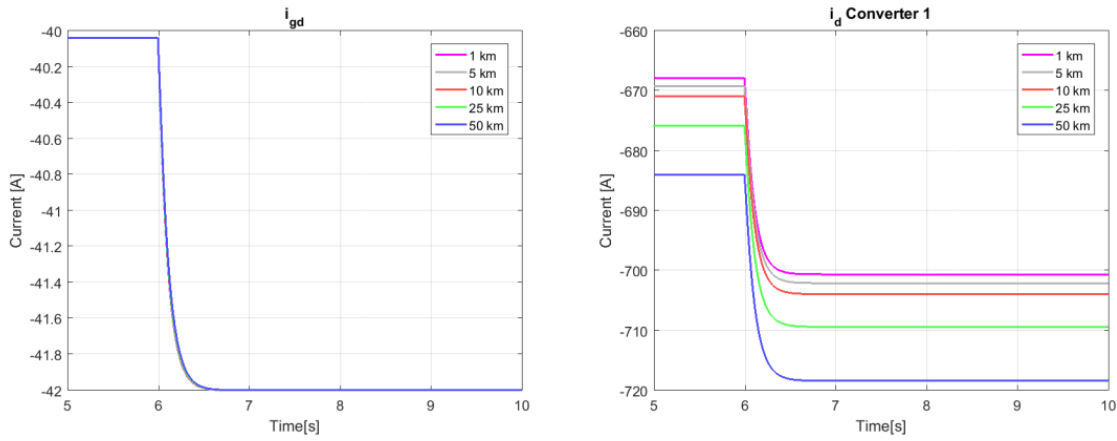 i_gd
Current [A]
-40
-40.2
-40.4
-40.6
-40.8
-41
-41.2
-41.4
-41.6
-41.8
-42
5 6 7 8 9 10
Time[s]
1 km
5 km
10 km
25 km
50 km
i_d Converter 1
Current [A]
-660
-670
-680
-690
-700
-710
-720
5 6 7 8 9 10
Time[s]
1 km
5 km
10 km
25 km
50 km